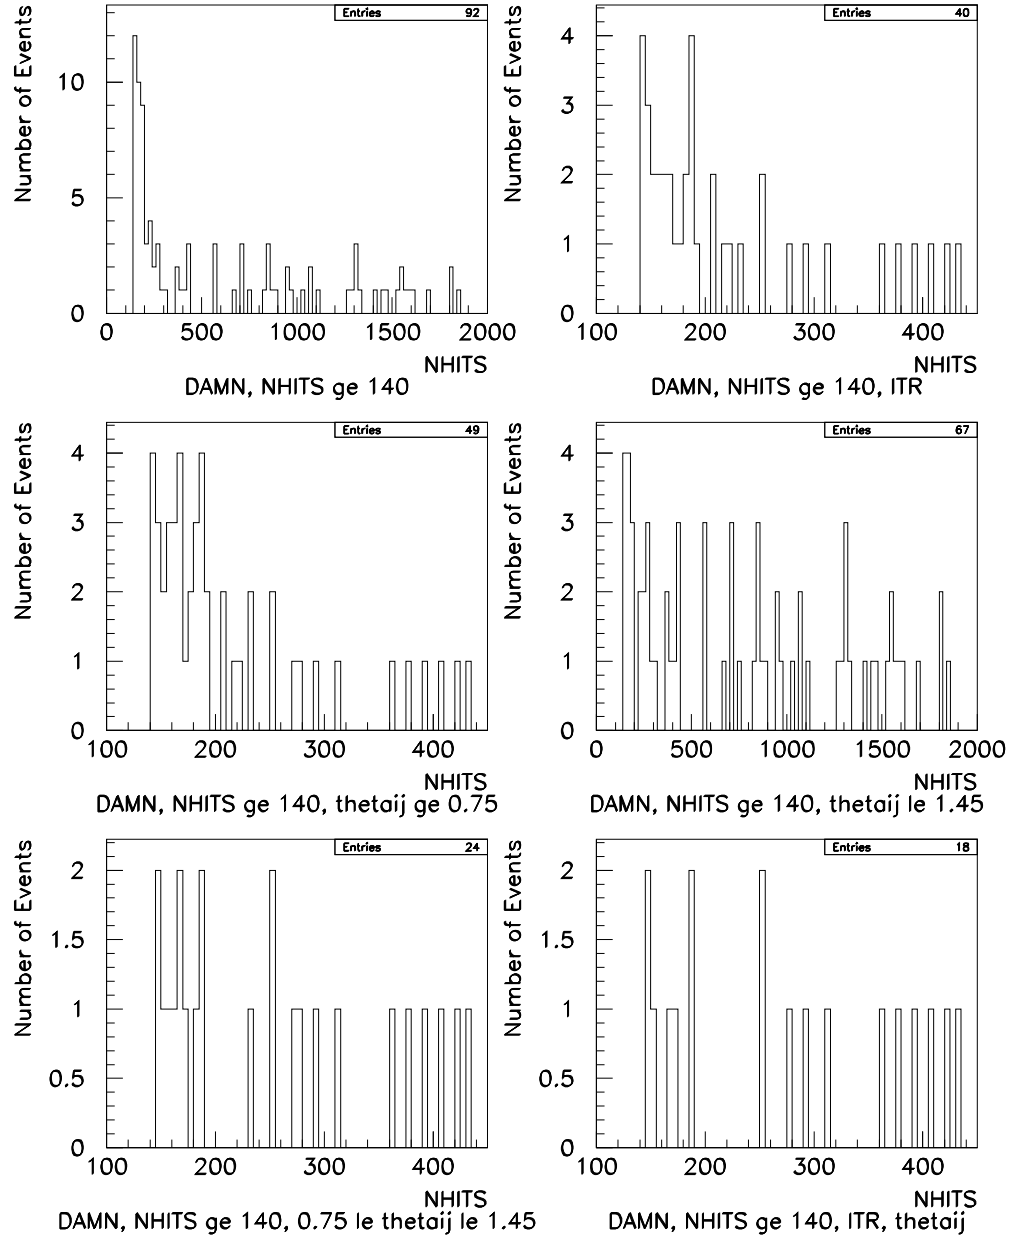 Entries 92
Number of Events
10
5
0
0 500 1000 1500 2000
NHITS
DAMN, NHITS ge 140
Entries 40
Number of Events
4
3
2
1
0
100 200 300 400
NHITS
DAMN, NHITS ge 140, ITR
Entries 49
Number of Events
4
3
2
1
0
100 200 300 400
NHITS
DAMN, NHITS ge 140, thetaij ge 0.75
Entries 67
Number of Events
4
3
2
1
0
0 500 1000 1500 2000
NHITS
DAMN, NHITS ge 140, thetaij le 1.45
Entries 24
Number of Events
2
1.5
1
0.5
0
100 200 300 400
NHITS
DAMN, NHITS ge 140, 0.75 le thetaij le 1.45
Entries 18
Number of Events
2
1.5
1
0.5
0
100 200 300 400
NHITS
DAMN, NHITS ge 140, ITR, thetaij